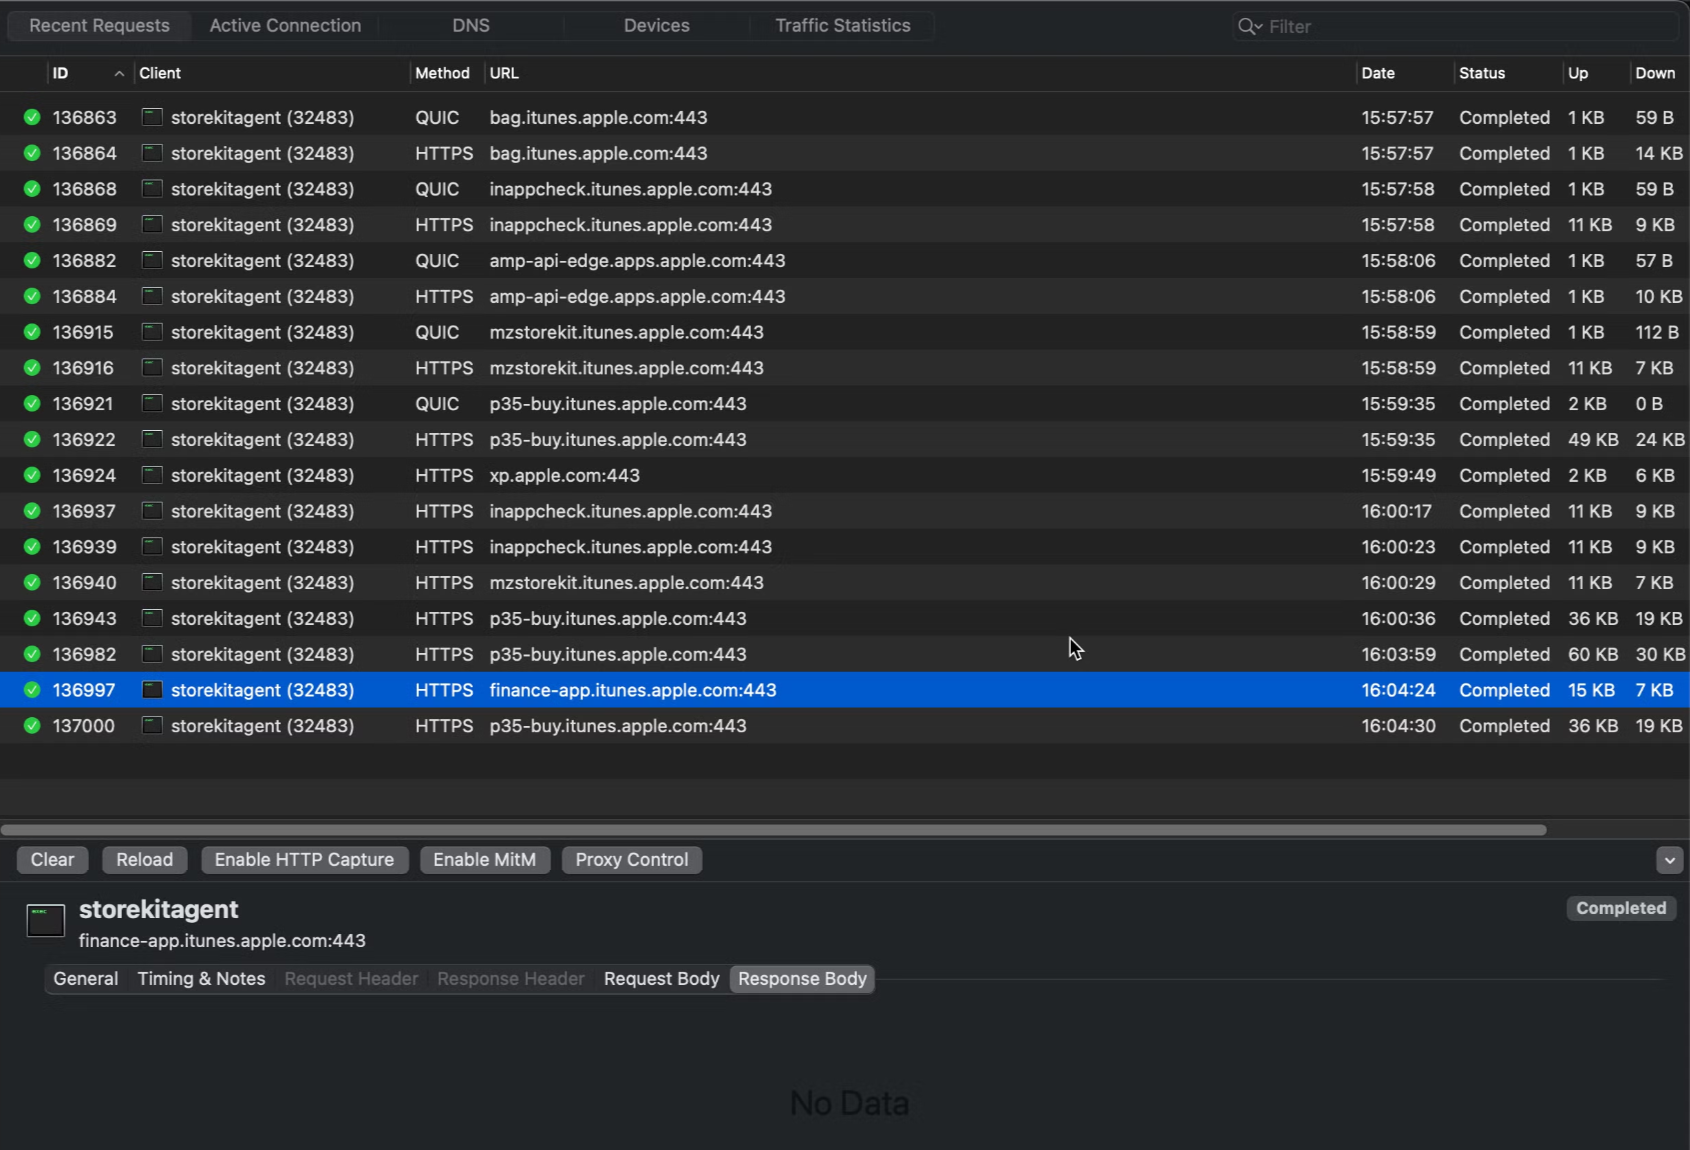 Recent Requests Active Connection DNS Devices Traffic Statistics Filter
ID Client Method URL Date Status Up Down
136863 storekitagent (32483) QUIC bag.itunes.apple.com:443 15:57:57 Completed 1 KB 59 B
136864 storekitagent (32483) HTTPS bag.itunes.apple.com:443 15:57:57 Completed 1 KB 14 KB
136868 storekitagent (32483) QUIC inappcheck.itunes.apple.com:443 15:57:58 Completed 1 KB 59 B
136869 storekitagent (32483) HTTPS inappcheck.itunes.apple.com:443 15:57:58 Completed 11 KB 9 KB
136882 storekitagent (32483) QUIC amp-api-edge.apps.apple.com:443 15:58:06 Completed 1 KB 57 B
136884 storekitagent (32483) HTTPS amp-api-edge.apps.apple.com:443 15:58:06 Completed 1 KB 10 KB
136915 storekitagent (32483) QUIC mzstorekit.itunes.apple.com:443 15:58:59 Completed 1 KB 112 B
136916 storekitagent (32483) HTTPS mzstorekit.itunes.apple.com:443 15:58:59 Completed 11 KB 7 KB
136921 storekitagent (32483) QUIC p35-buy.itunes.apple.com:443 15:59:35 Completed 2 KB 0 B
136922 storekitagent (32483) HTTPS p35-buy.itunes.apple.com:443 15:59:35 Completed 49 KB 24 KB
136924 storekitagent (32483) HTTPS xp.apple.com:443 15:59:49 Completed 2 KB 6 KB
136937 storekitagent (32483) HTTPS inappcheck.itunes.apple.com:443 16:00:17 Completed 11 KB 9 KB
136939 storekitagent (32483) HTTPS inappcheck.itunes.apple.com:443 16:00:23 Completed 11 KB 9 KB
136940 storekitagent (32483) HTTPS mzstorekit.itunes.apple.com:443 16:00:29 Completed 11 KB 7 KB
136943 storekitagent (32483) HTTPS p35-buy.itunes.apple.com:443 16:00:36 Completed 36 KB 19 KB
136982 storekitagent (32483) HTTPS p35-buy.itunes.apple.com:443 16:03:59 Completed 60 KB 30 KB
136997 storekitagent (32483) HTTPS finance-app.itunes.apple.com:443 16:04:24 Completed 15 KB 7 KB
137000 storekitagent (32483) HTTPS p35-buy.itunes.apple.com:443 16:04:30 Completed 36 KB 19 KB
Clear Reload Enable HTTP Capture Enable MitM Proxy Control
storekitagent Completed
finance-app.itunes.apple.com:443
General Timing & Notes Request Header Response Header Request Body Response Body
No Data